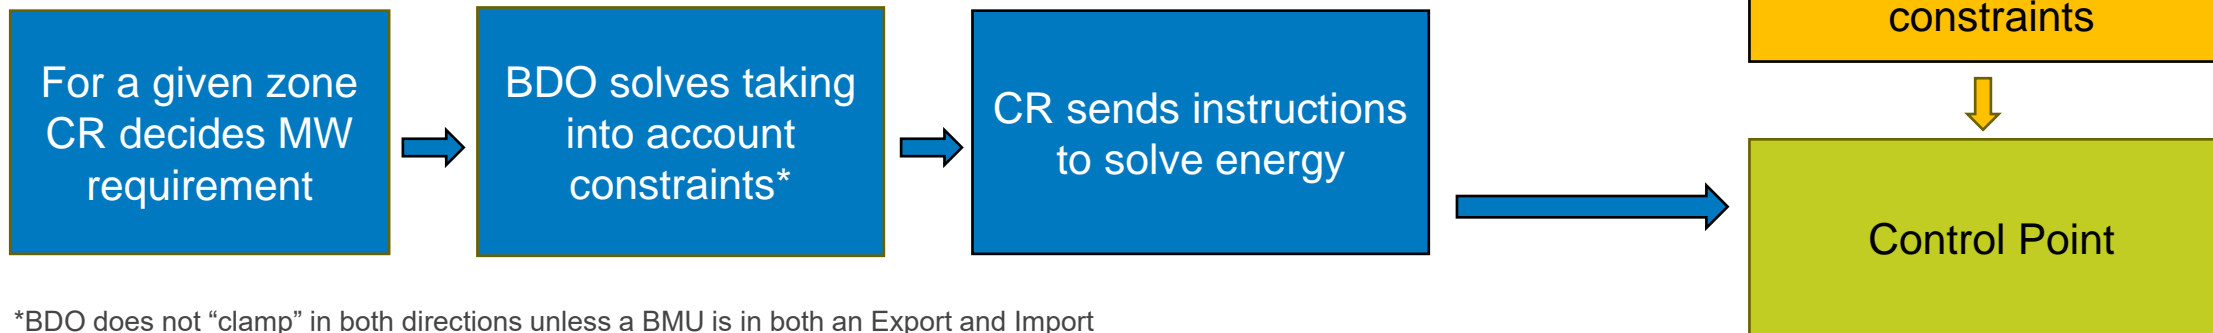 For a given zone
CR decides MW
requirement
BDO solves taking
into account
constraints*
CR sends instructions
to solve energy
constraints
Control Point
*BDO does not “clamp” in both directions unless a BMU is in both an Export and Import